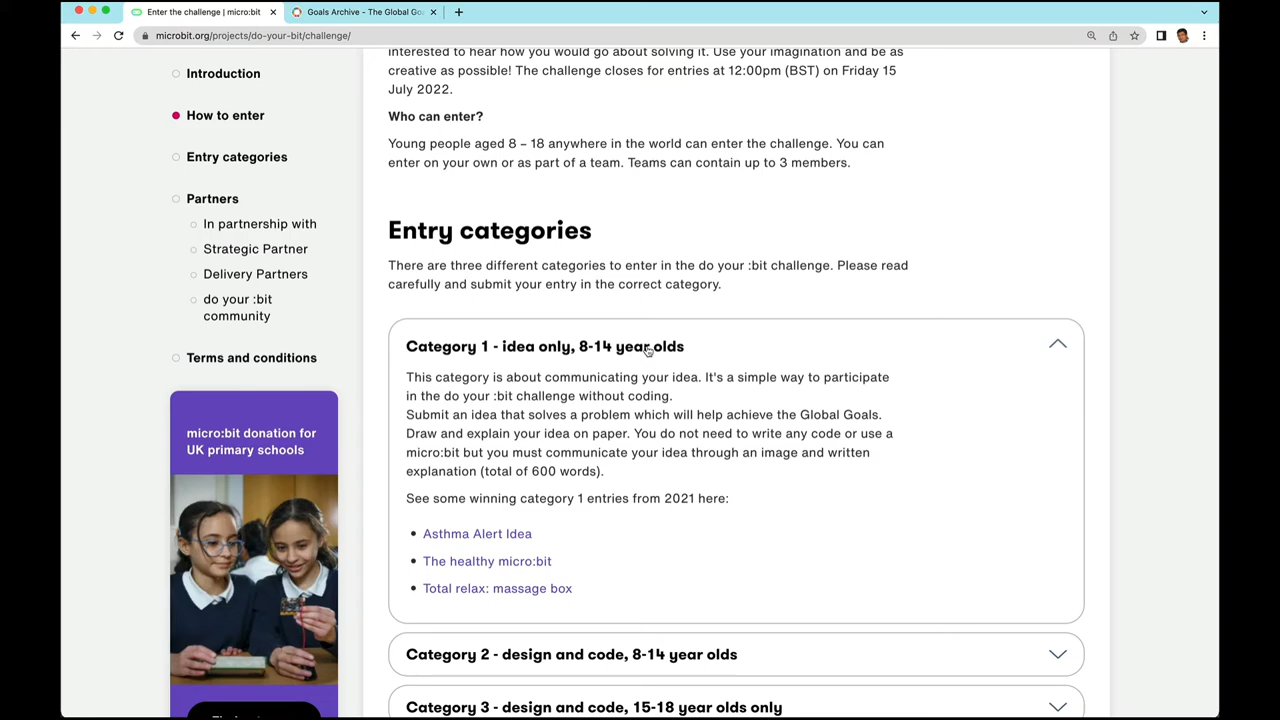 Enter the challenge | micro:bit
Goals Archive - The Global Go
microbit.org/projects/do-your-bit/challenge/
Introduction
How to enter
Entry categories
Partners
In partnership with
Strategic Partner
Delivery Partners
do your :bit
community
Terms and conditions
micro:bit donation for
UK primary schools
interested to hear how you would go about solving it. Use your imagination and be as
creative as possible! The challenge closes for entries at 12:00pm (BST) on Friday 15
July 2022.
Who can enter?
Young people aged 8 – 18 anywhere in the world can enter the challenge. You can
enter on your own or as part of a team. Teams can contain up to 3 members.
Entry categories
There are three different categories to enter in the do your :bit challenge. Please read
carefully and submit your entry in the correct category.
Category 1 - idea only, 8-14 year olds
This category is about communicating your idea. It's a simple way to participate
in the do your :bit challenge without coding.
Submit an idea that solves a problem which will help achieve the Global Goals.
Draw and explain your idea on paper. You do not need to write any code or use a
micro:bit but you must communicate your idea through an image and written
explanation (total of 600 words).
See some winning category 1 entries from 2021 here:
• Asthma Alert Idea
• The healthy micro:bit
• Total relax: massage box
Category 2 - design and code, 8-14 year olds
Category 3 - design and code, 15-18 year olds only